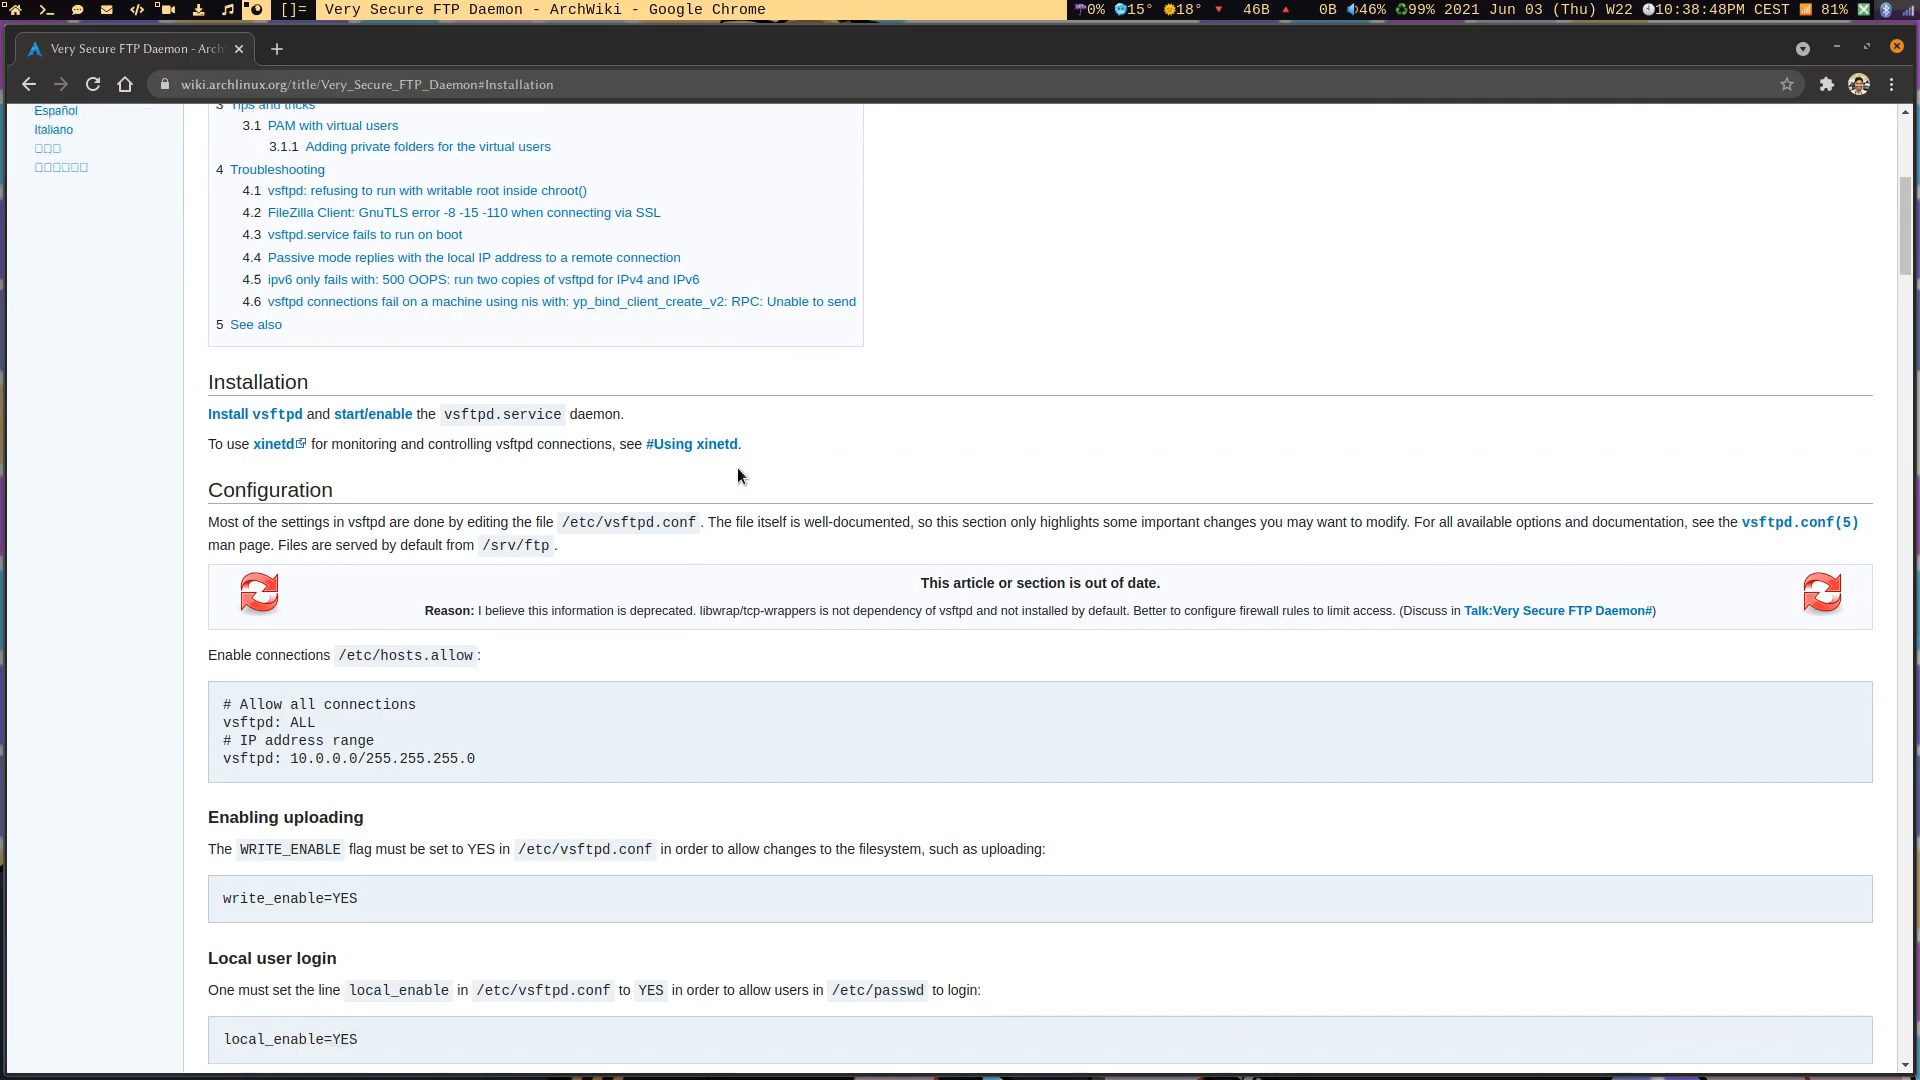 []= Very Secure FTP Daemon - ArchWiki - Google Chrome 0% 15° 18° 46B 0B 46% 99% 2021 Jun 03 (Thu) W22 10:38:48PM CEST 81%
Very Secure FTP Daemon - Arch
wiki.archlinux.org/title/Very_Secure_FTP_Daemon#Installation
Español
Italiano
3 Tips and tricks
3.1 PAM with virtual users
3.1.1 Adding private folders for the virtual users
4 Troubleshooting
4.1 vsftpd: refusing to run with writable root inside chroot()
4.2 FileZilla Client: GnuTLS error -8 -15 -110 when connecting via SSL
4.3 vsftpd.service fails to run on boot
4.4 Passive mode replies with the local IP address to a remote connection
4.5 ipv6 only fails with: 500 OOPS: run two copies of vsftpd for IPv4 and IPv6
4.6 vsftpd connections fail on a machine using nis with: yp_bind_client_create_v2: RPC: Unable to send
5 See also
Installation
Install vsftpd and start/enable the vsftpd.service daemon.
To use xinetd for monitoring and controlling vsftpd connections, see #Using xinetd.
Configuration
Most of the settings in vsftpd are done by editing the file /etc/vsftpd.conf. The file itself is well-documented, so this section only highlights some important changes you may want to modify. For all available options and documentation, see the vsftpd.conf(5)
man page. Files are served by default from /srv/ftp.
This article or section is out of date.
Reason: I believe this information is deprecated. libwrap/tcp-wrappers is not dependency of vsftpd and not installed by default. Better to configure firewall rules to limit access. (Discuss in Talk:Very Secure FTP Daemon#)
Enable connections /etc/hosts.allow:
# Allow all connections
vsftpd: ALL
# IP address range
vsftpd: 10.0.0.0/255.255.255.0
Enabling uploading
The WRITE_ENABLE flag must be set to YES in /etc/vsftpd.conf in order to allow changes to the filesystem, such as uploading:
write_enable=YES
Local user login
One must set the line local_enable in /etc/vsftpd.conf to YES in order to allow users in /etc/passwd to login:
local_enable=YES